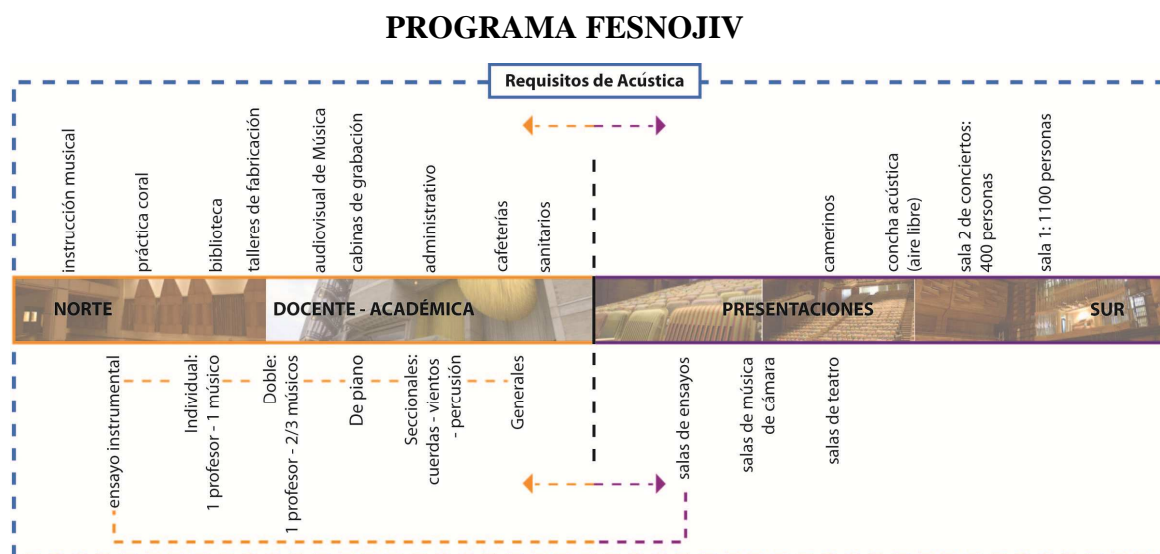 PROGRAMA FESNOJIV
Requisitos de Acústica
instrucción musical
práctica coral
biblioteca
talleres de fabricación
audiovisual de Música
cabinas de grabación
administrativo
cafeterías
sanitarios
camerinos
concha acústica
(aire libre)
sala 2 de conciertos:
400 personas
sala 1: 1100 personas
NORTE
DOCENTE - ACADÉMICA
PRESENTACIONES
SUR
ensayo instrumental
Individual:
1 profesor - 1 músico
Doble:
1 profesor - 2/3 músicos
De piano
Seccionales:
cuerdas - vientos
- percusión
Generales
salas de ensayos
salas de música
de cámara
salas de teatro